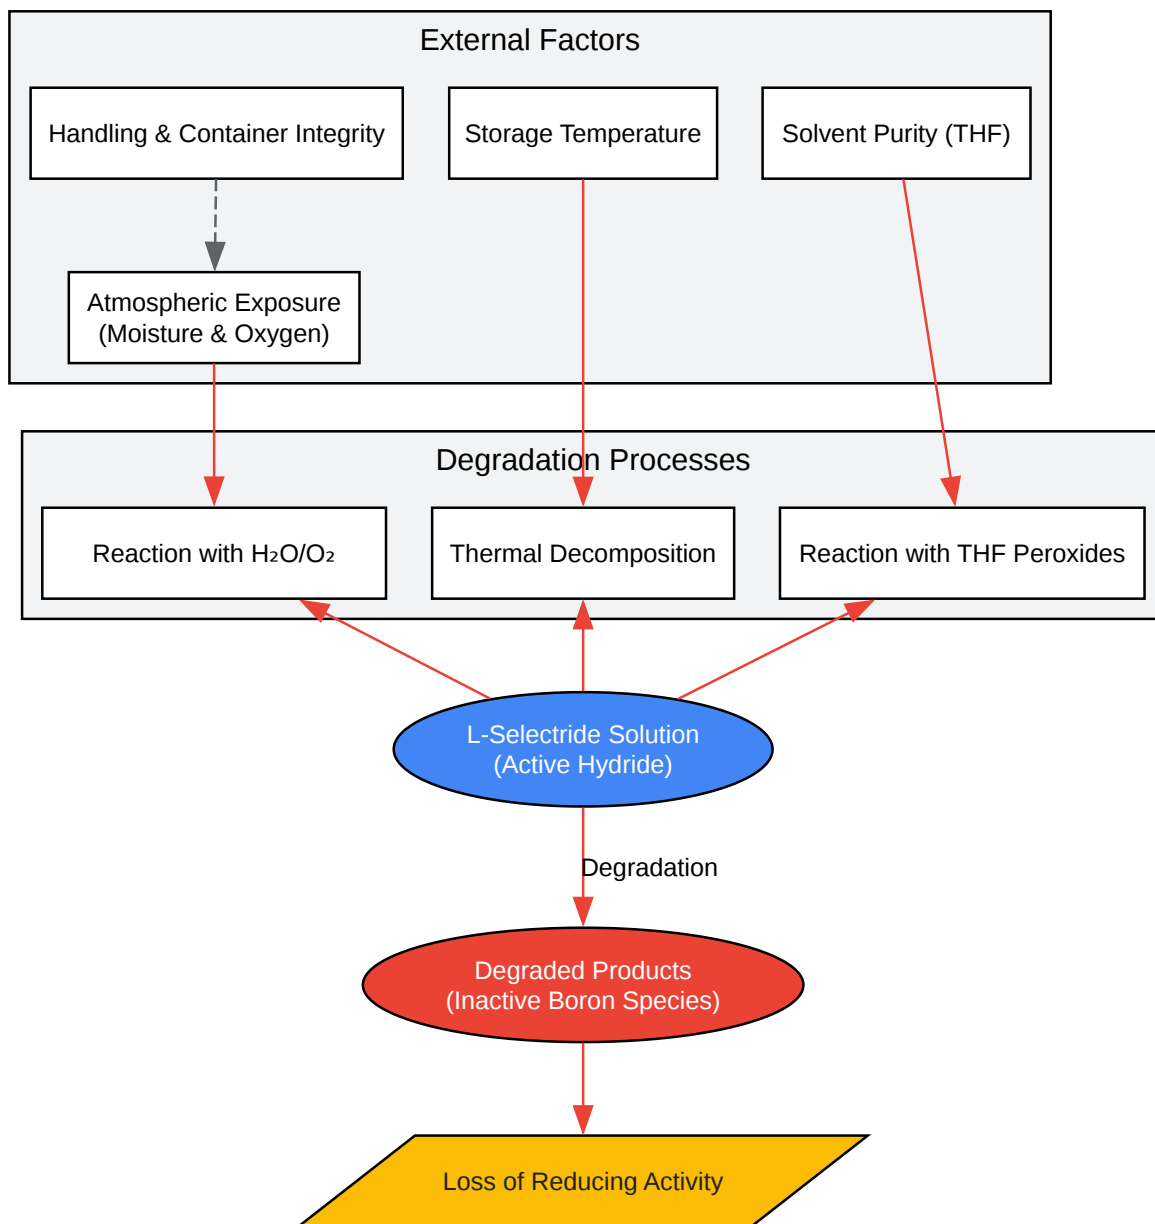 External Factors
Handling & Container Integrity
Storage Temperature
Solvent Purity (THF)
Atmospheric Exposure
(Moisture & Oxygen)
Degradation Processes
Reaction with H₂O/O₂
Thermal Decomposition
Reaction with THF Peroxides
L-Selectride Solution
(Active Hydride)
Degradation
Degraded Products
(Inactive Boron Species)
Loss of Reducing Activity